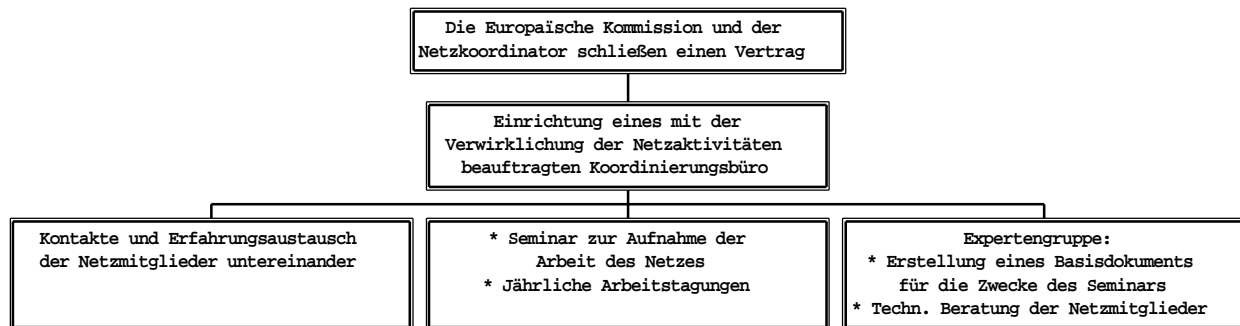 Die Europaïsche Kommission und der
Netzkoordinator schließen einen Vertrag
Einrichtung eines mit der
Verwirklichung der Netzaktivitäten
beauftragten Koordinierungsbüro
Kontakte und Erfahrungsaustausch
der Netzmitglieder untereinander
* Seminar zur Aufnahme der
Arbeit des Netzes
* Jährliche Arbeitstagungen
Expertengruppe:
* Erstellung eines Basisdokuments
für die Zwecke des Seminars
* Techn. Beratung der Netzmitglieder